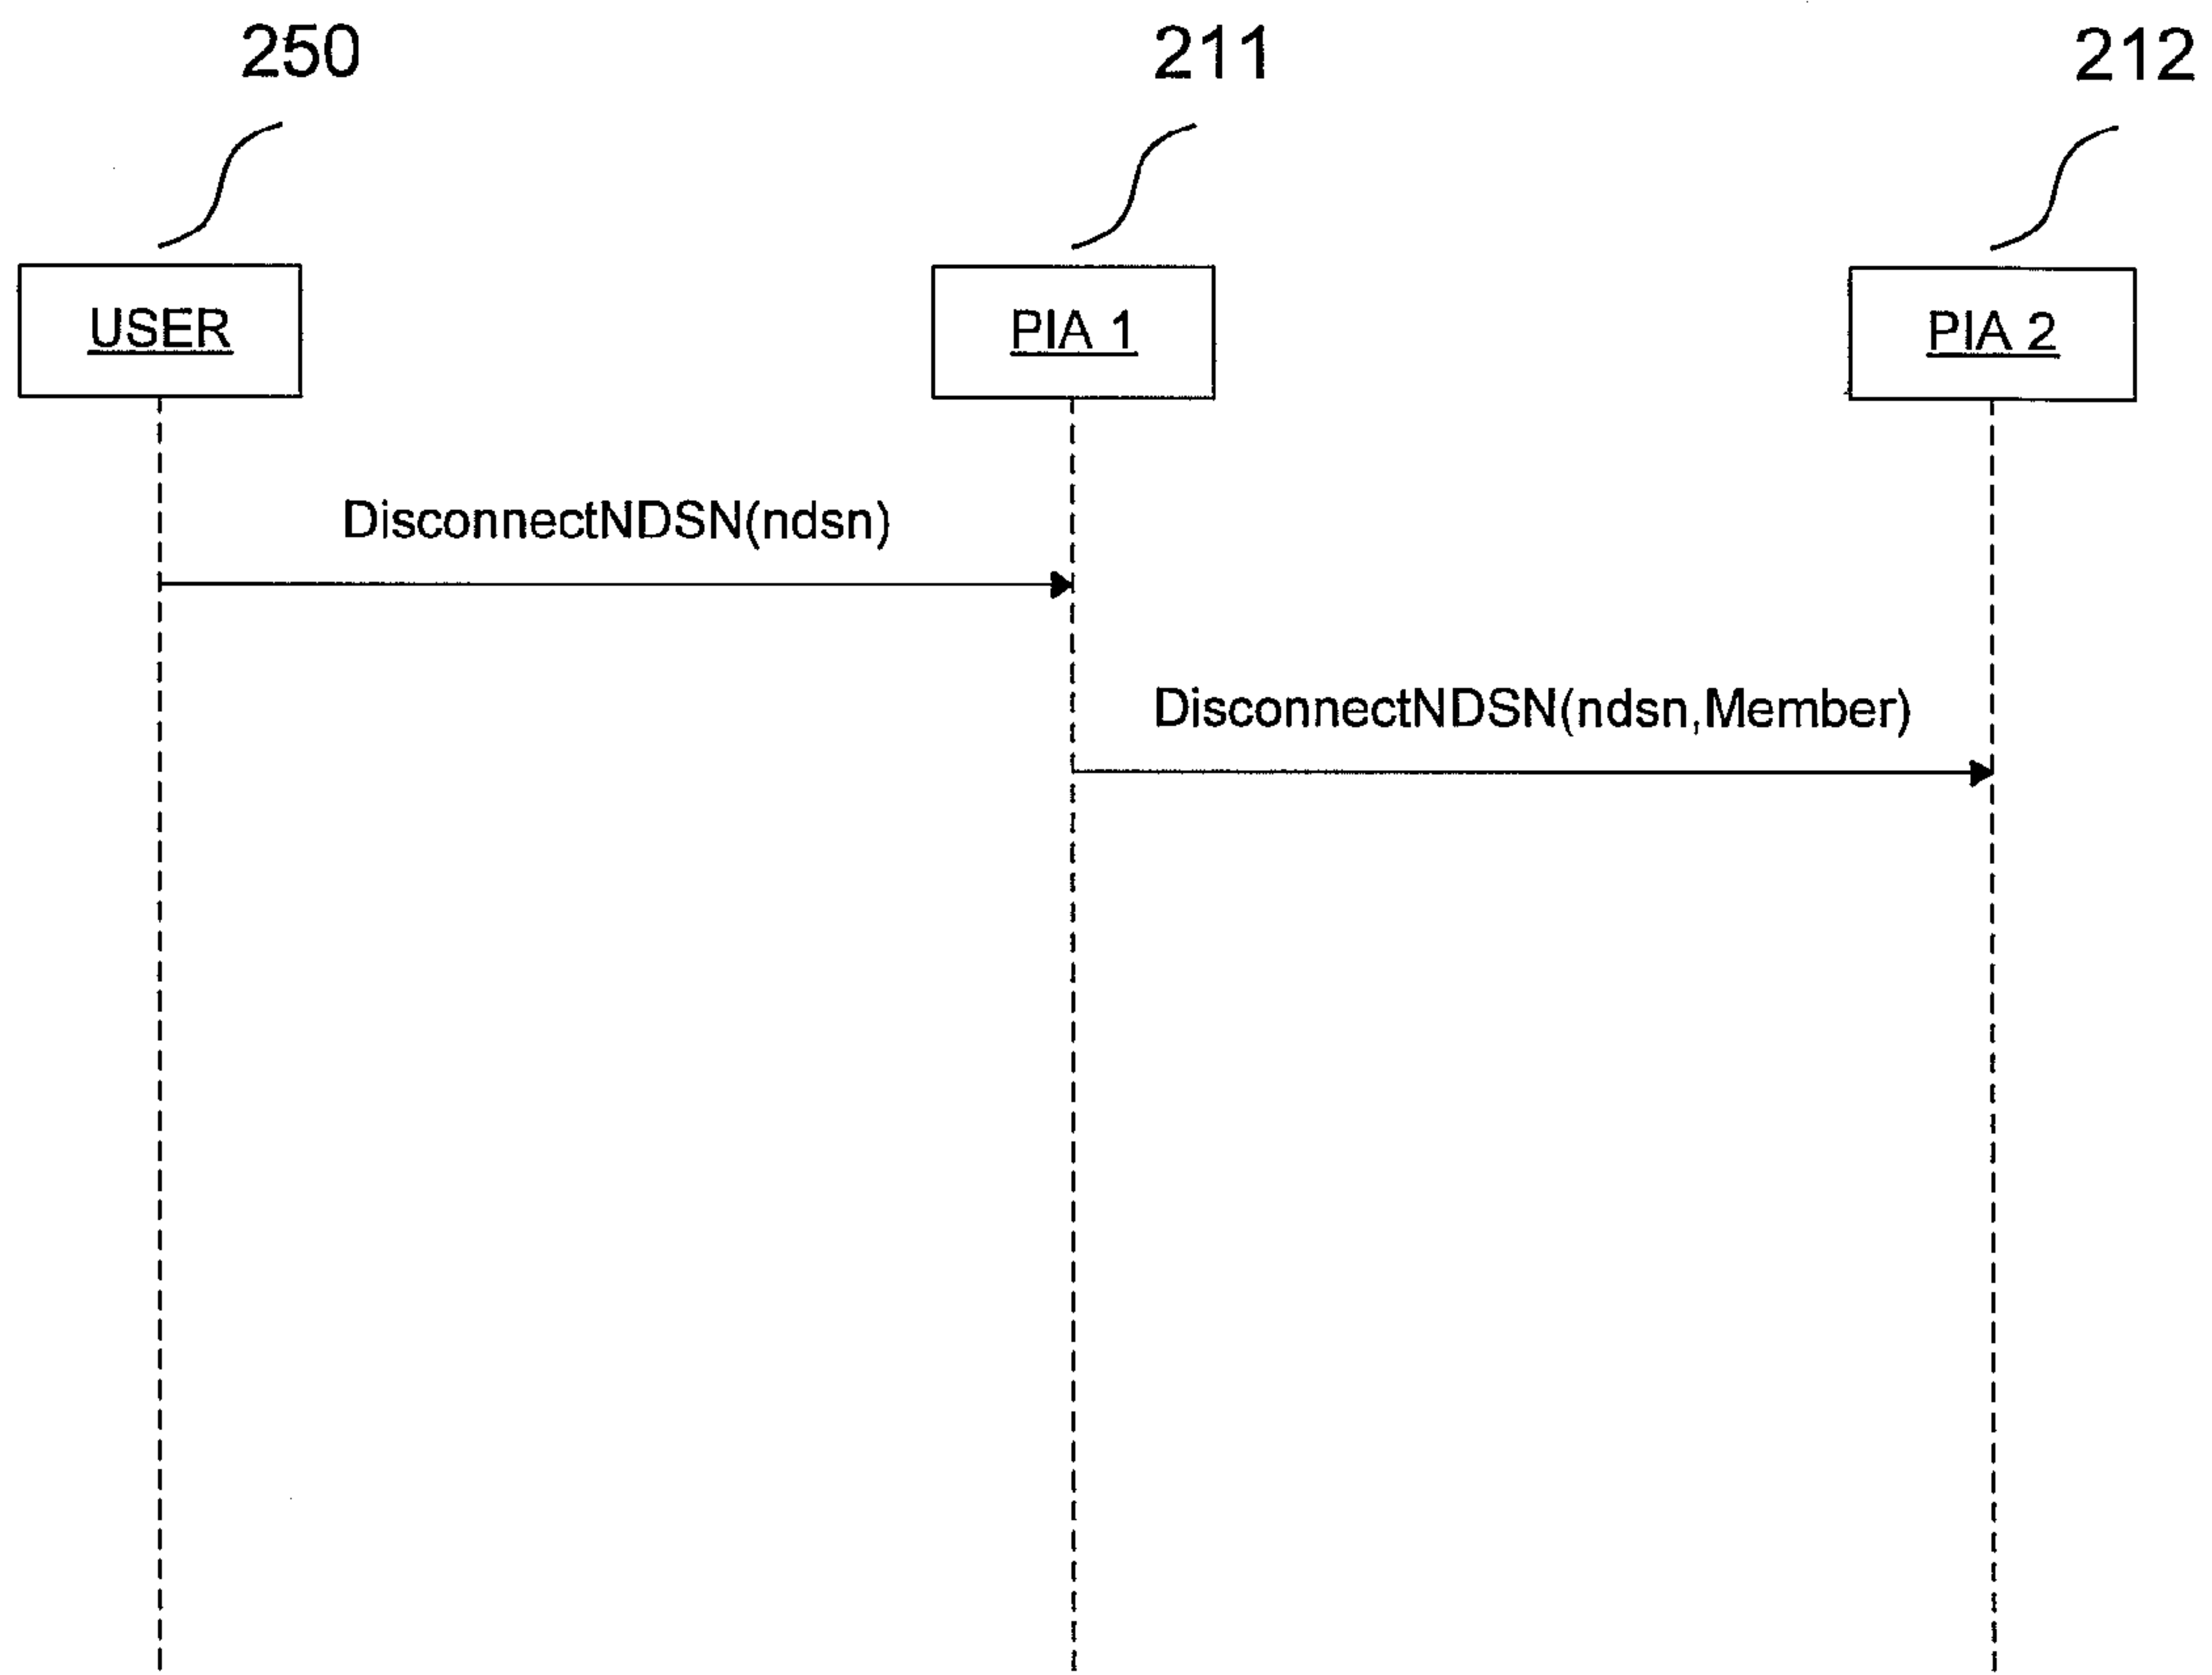 250
211
212
USER
PIA 1
PIA 2
DisconnectNDSN(ndsn)
DisconnectNDSN(ndsn,Member)